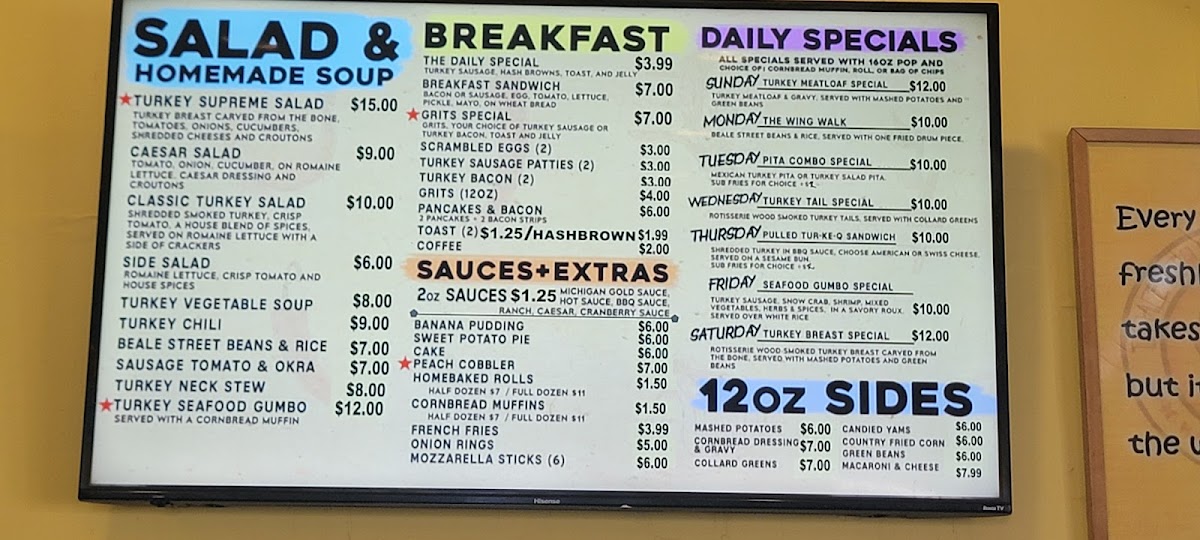 SALAD &
HOMEMADE SOUP
TURKEY SUPREME SALAD $15.00
TURKEY BREAST CARVED FROM THE BONE,
TOMATOES, ONIONS, CUCUMBERS,
SHREDDED CHEESES AND CROUTONS
CAESAR SALAD $9.00
TOMATO, ONION, CUCUMBER, ON ROMAINE
LETTUCE, CAESAR DRESSING AND
CROUTONS
CLASSIC TURKEY SALAD $10.00
SHREDDED SMOKED TURKEY, CRISP
TOMATO, A HOUSE BLEND OF SPICES,
SERVED ON ROMAINE LETTUCE WITH A
SIDE OF CRACKERS
SIDE SALAD $6.00
ROMAINE LETTUCE, CRISP TOMATO AND
HOUSE SPICES
TURKEY VEGETABLE SOUP $8.00
TURKEY CHILI $9.00
BEALE STREET BEANS & RICE $7.00
SAUSAGE TOMATO & OKRA $7.00
TURKEY NECK STEW $8.00
TURKEY SEAFOOD GUMBO $12.00
SERVED WITH A CORNBREAD MUFFIN
BREAKFAST
THE DAILY SPECIAL $3.99
TURKEY SAUSAGE, HASH BROWNS, TOAST, AND JELLY
BREAKFAST SANDWICH $7.00
BACON OR SAUSAGE, EGG, TOMATO, LETTUCE,
PICKLE, MAYO, ON WHEAT BREAD
GRITS SPECIAL $7.00
GRITS, YOUR CHOICE OF TURKEY SAUSAGE OR
TURKEY BACON, TOAST AND JELLY
SCRAMBLED EGGS (2) $3.00
TURKEY SAUSAGE PATTIES (2) $3.00
TURKEY BACON (2) $3.00
GRITS (12OZ) $4.00
PANCAKES & BACON $6.00
2 PANCAKES + 2 BACON STRIPS
TOAST (2) $1.25/HASHBROWN $1.99
COFFEE $2.00
SAUCES+EXTRAS
2oz SAUCES $1.25 MICHIGAN GOLD SAUCE,
HOT SAUCE, BBQ SAUCE,
RANCH, CAESAR, CRANBERRY SAUCE
BANANA PUDDING $6.00
SWEET POTATO PIE $6.00
CAKE $6.00
PEACH COBBLER $7.00
HOMEBAKED ROLLS $1.50
HALF DOZEN $7 / FULL DOZEN $11
CORNBREAD MUFFINS $1.50
HALF DOZEN $7 / FULL DOZEN $11
FRENCH FRIES $3.99
ONION RINGS $5.00
MOZZARELLA STICKS (6) $6.00
DAILY SPECIALS
ALL SPECIALS SERVED WITH 16OZ POP AND
CHOICE OF: CORNBREAD MUFFIN, ROLL, OR BAG OF CHIPS
SUNDAY TURKEY MEATLOAF SPECIAL $12.00
TURKEY MEATLOAF & GRAVY, SERVED WITH MASHED POTATOES AND
GREEN BEANS
MONDAY THE WING WALK $10.00
BEALE STREET BEANS & RICE, SERVED WITH ONE FRIED DRUM PIECE.
TUESDAY PITA COMBO SPECIAL $10.00
MEXICAN TURKEY PITA OR TURKEY SALAD PITA
SUB FRIES FOR CHOICE
WEDNESDAY TURKEY TAIL SPECIAL $10.00
ROTISSERIE WOOD SMOKED TURKEY TAILS, SERVED WITH COLLARD GREENS
THURSDAY PULLED TUR-KE-Q SANDWICH $10.00
SHREDDED TURKEY IN BBQ SAUCE, CHOOSE AMERICAN OR SWISS CHEESE.
SERVED ON A SESAME BUN.
SUB FRIES FOR CHOICE
FRIDAY SEAFOOD GUMBO SPECIAL
TURKEY SAUSAGE, SNOW CRAB, SHRIMP, MIXED
VEGETABLES, HERBS & SPICES, IN A SAVORY ROUX. $10.00
SERVED OVER WHITE RICE
SATURDAY TURKEY BREAST SPECIAL $12.00
ROTISSERIE WOOD-SMOKED TURKEY BREAST CARVED FROM
THE BONE, SERVED WITH MASHED POTATOES AND GREEN
BEANS
12oz SIDES
MASHED POTATOES $6.00
CORNBREAD DRESSING $7.00
& GRAVY
COLLARD GREENS $7.00
CANDIED YAMS $6.00
COUNTRY FRIED CORN $6.00
GREEN BEANS $6.00
MACARONI & CHEESE $7.99
Hisense
Roku TV
Every
fresh
takes
but i
the